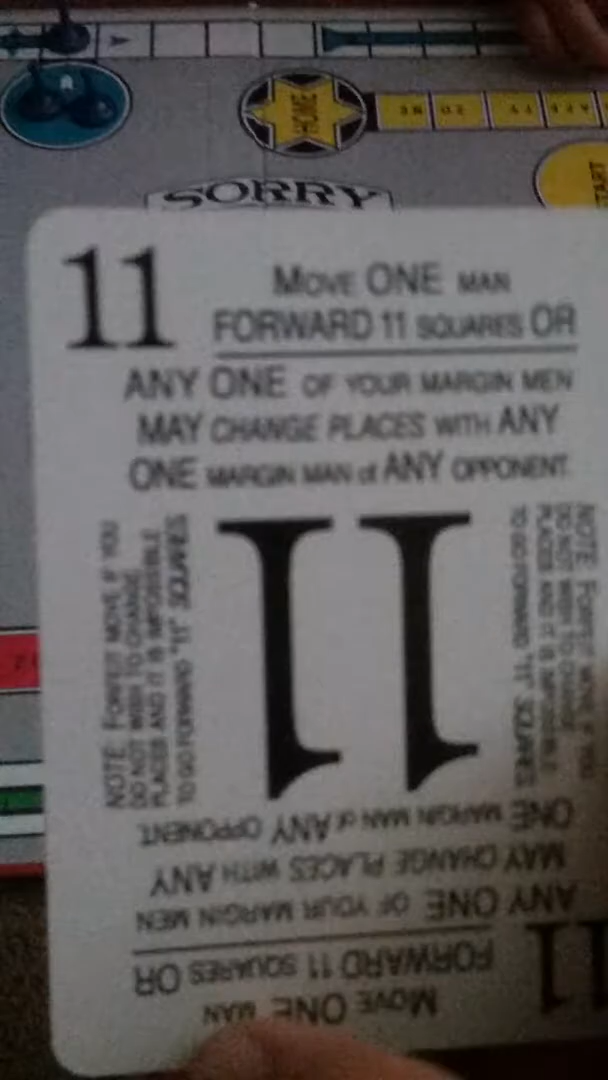 HOME
START
SORRY
11
MOVE ONE MAN
FORWARD 11 SQUARES OR
ANY ONE OF YOUR MARGIN MEN
MAY CHANGE PLACES WITH ANY
ONE MARGIN MAN of ANY OPPONENT.
NOTE: FORFEIT MOVE IF YOU
DO NOT WISH TO CHANGE
PLACES AND IT IS IMPOSSIBLE
TO GO FORWARD "11" SQUARES.
11
NOTE: FORFEIT MOVE IF YOU
DO NOT WISH TO CHANGE
PLACES AND IT IS IMPOSSIBLE
TO GO FORWARD "11" SQUARES.
11
MOVE ONE MAN
FORWARD 11 SQUARES OR
ANY ONE OF YOUR MARGIN MEN
MAY CHANGE PLACES WITH ANY
ONE MARGIN MAN of ANY OPPONENT.